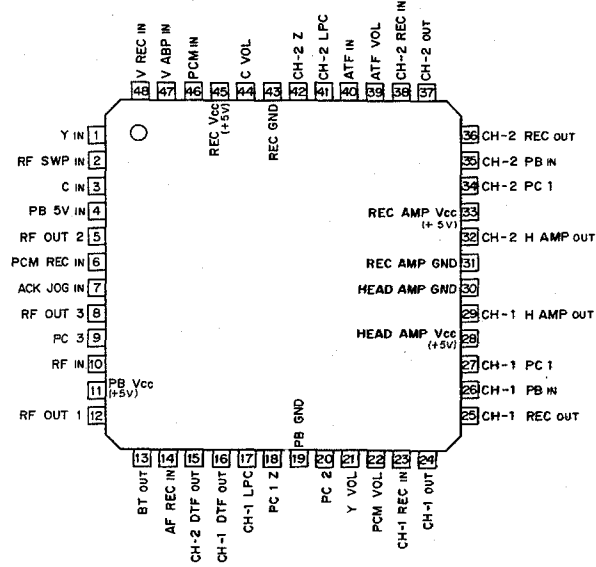 V REC IN
V ABP IN
PCM IN
C VOL
CH-2 Z
CH-2 LPC
ATF IN
ATF VOL
CH-2 REC IN
CH-2 OUT
48 47 46 45 44 43 42 41 40 39 38 37
REC Vcc
(+5V)
REC GND
Y IN 1
RF SWP IN 2
C IN 3
PB 5V IN 4
RF OUT 2 5
PCM REC IN 6
ACK JOG IN 7
RF OUT 3 8
PC 3 9
RF IN 10
11 PB Vcc
(+5V)
RF OUT 1 12
36 CH-2 REC OUT
35 CH-2 PB IN
34 CH-2 PC 1
REC AMP Vcc 33
(+ 5V)
32 CH-2 H AMP OUT
REC AMP GND 31
HEAD AMP GND 30
29 CH-1 H AMP OUT
HEAD AMP Vcc 28
(+5V)
27 CH-1 PC 1
26 CH-1 PB IN
25 CH-1 REC OUT
PB GND
13 14 15 16 17 18 19 20 21 22 23 24
BT OUT
AF REC IN
CH-2 DTF OUT
CH-1 DTF OUT
CH-1 LPC
PC 1 Z
PC 2
Y VOL
PCM VOL
CH-1 REC IN
CH-1 OUT